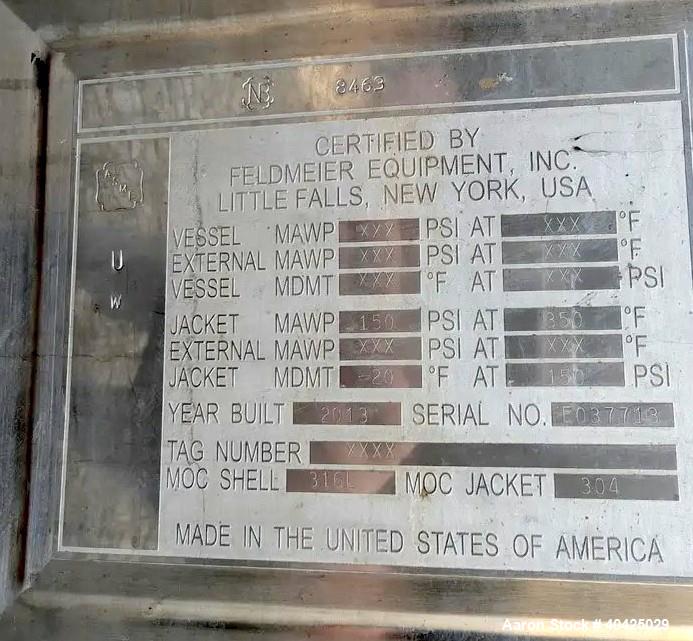 NB 8463
CERTIFIED BY
FELDMEIER EQUIPMENT, INC.
LITTLE FALLS, NEW YORK, USA
U
W
VESSEL MAWP XXX PSI AT XXX °F
EXTERNAL MAWP XXX PSI AT XXX °F
VESSEL MDMT XXX °F AT XXX PSI
JACKET MAWP 150 PSI AT 350 °F
EXTERNAL MAWP XXX PSI AT XXX °F
JACKET MDMT -20 °F AT 150 PSI
YEAR BUILT 2013 SERIAL NO. E037713
TAG NUMBER XXXX
MOC SHELL 316L MOC JACKET 304
MADE IN THE UNITED STATES OF AMERICA
Aaron Stock # 40425029